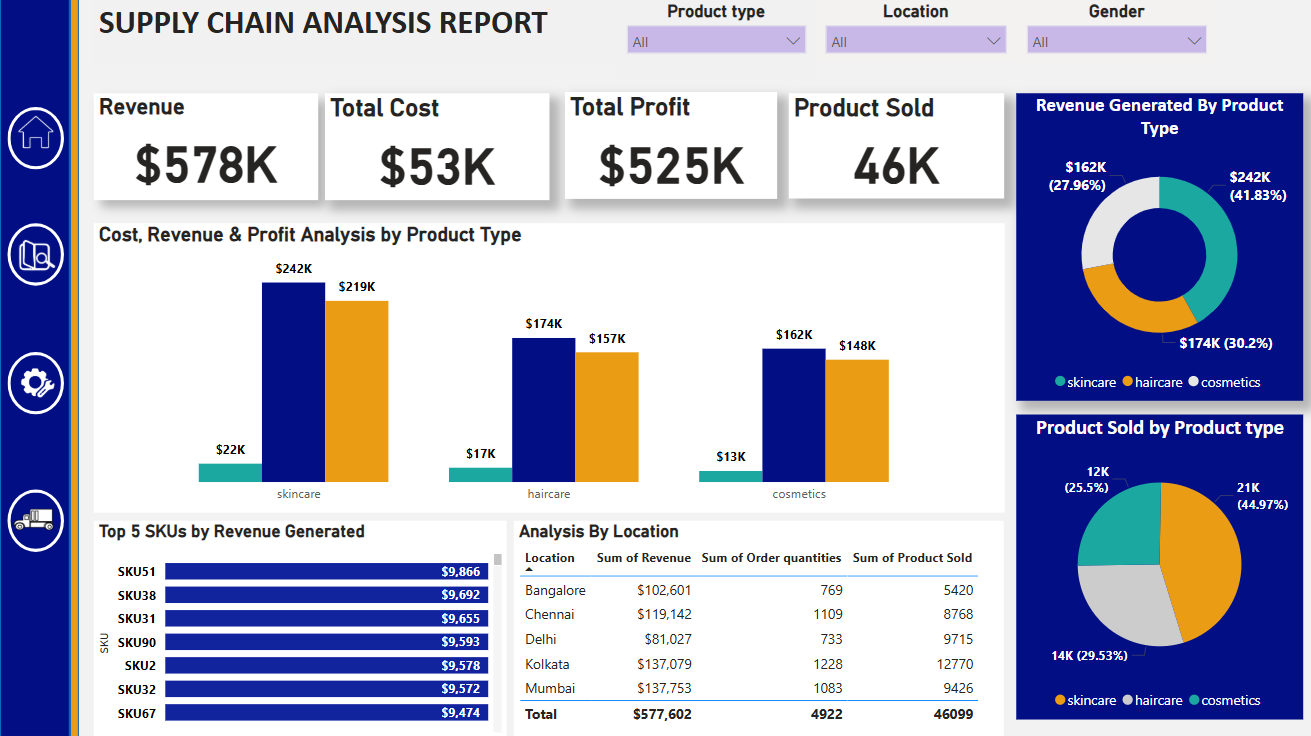 SUPPLY CHAIN ANALYSIS REPORT
Product type
All
Location
All
Gender
All
Revenue
$578K
Total Cost
$53K
Total Profit
$525K
Product Sold
46K
Cost, Revenue & Profit Analysis by Product Type
$22K
$242K
$219K
skincare
$17K
$174K
$157K
haircare
$13K
$162K
$148K
cosmetics
Revenue Generated By Product
Type
$162K
(27.96%)
$242K
(41.83%)
$174K (30.2%)
skincare haircare cosmetics
Top 5 SKUs by Revenue Generated
SKU
SKU51 $9,866
SKU38 $9,692
SKU31 $9,655
SKU90 $9,593
SKU2 $9,578
SKU32 $9,572
SKU67 $9,474
Analysis By Location
Location Sum of Revenue Sum of Order quantities Sum of Product Sold
Bangalore $102,601 769 5420
Chennai $119,142 1109 8768
Delhi $81,027 733 9715
Kolkata $137,079 1228 12770
Mumbai $137,753 1083 9426
Total $577,602 4922 46099
Product Sold by Product type
12K
(25.5%)
21K
(44.97%)
14K (29.53%)
skincare haircare cosmetics